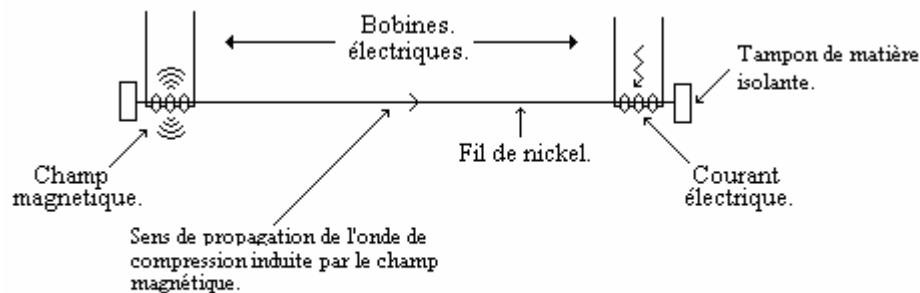 Bobines.
électriques.
Tampon de matière
isolante.
Fil de nickel.
Champ
magnetique.
Courant
électrique.
Sens de propagation de l'onde de
compression induite par le champ
magnétique.